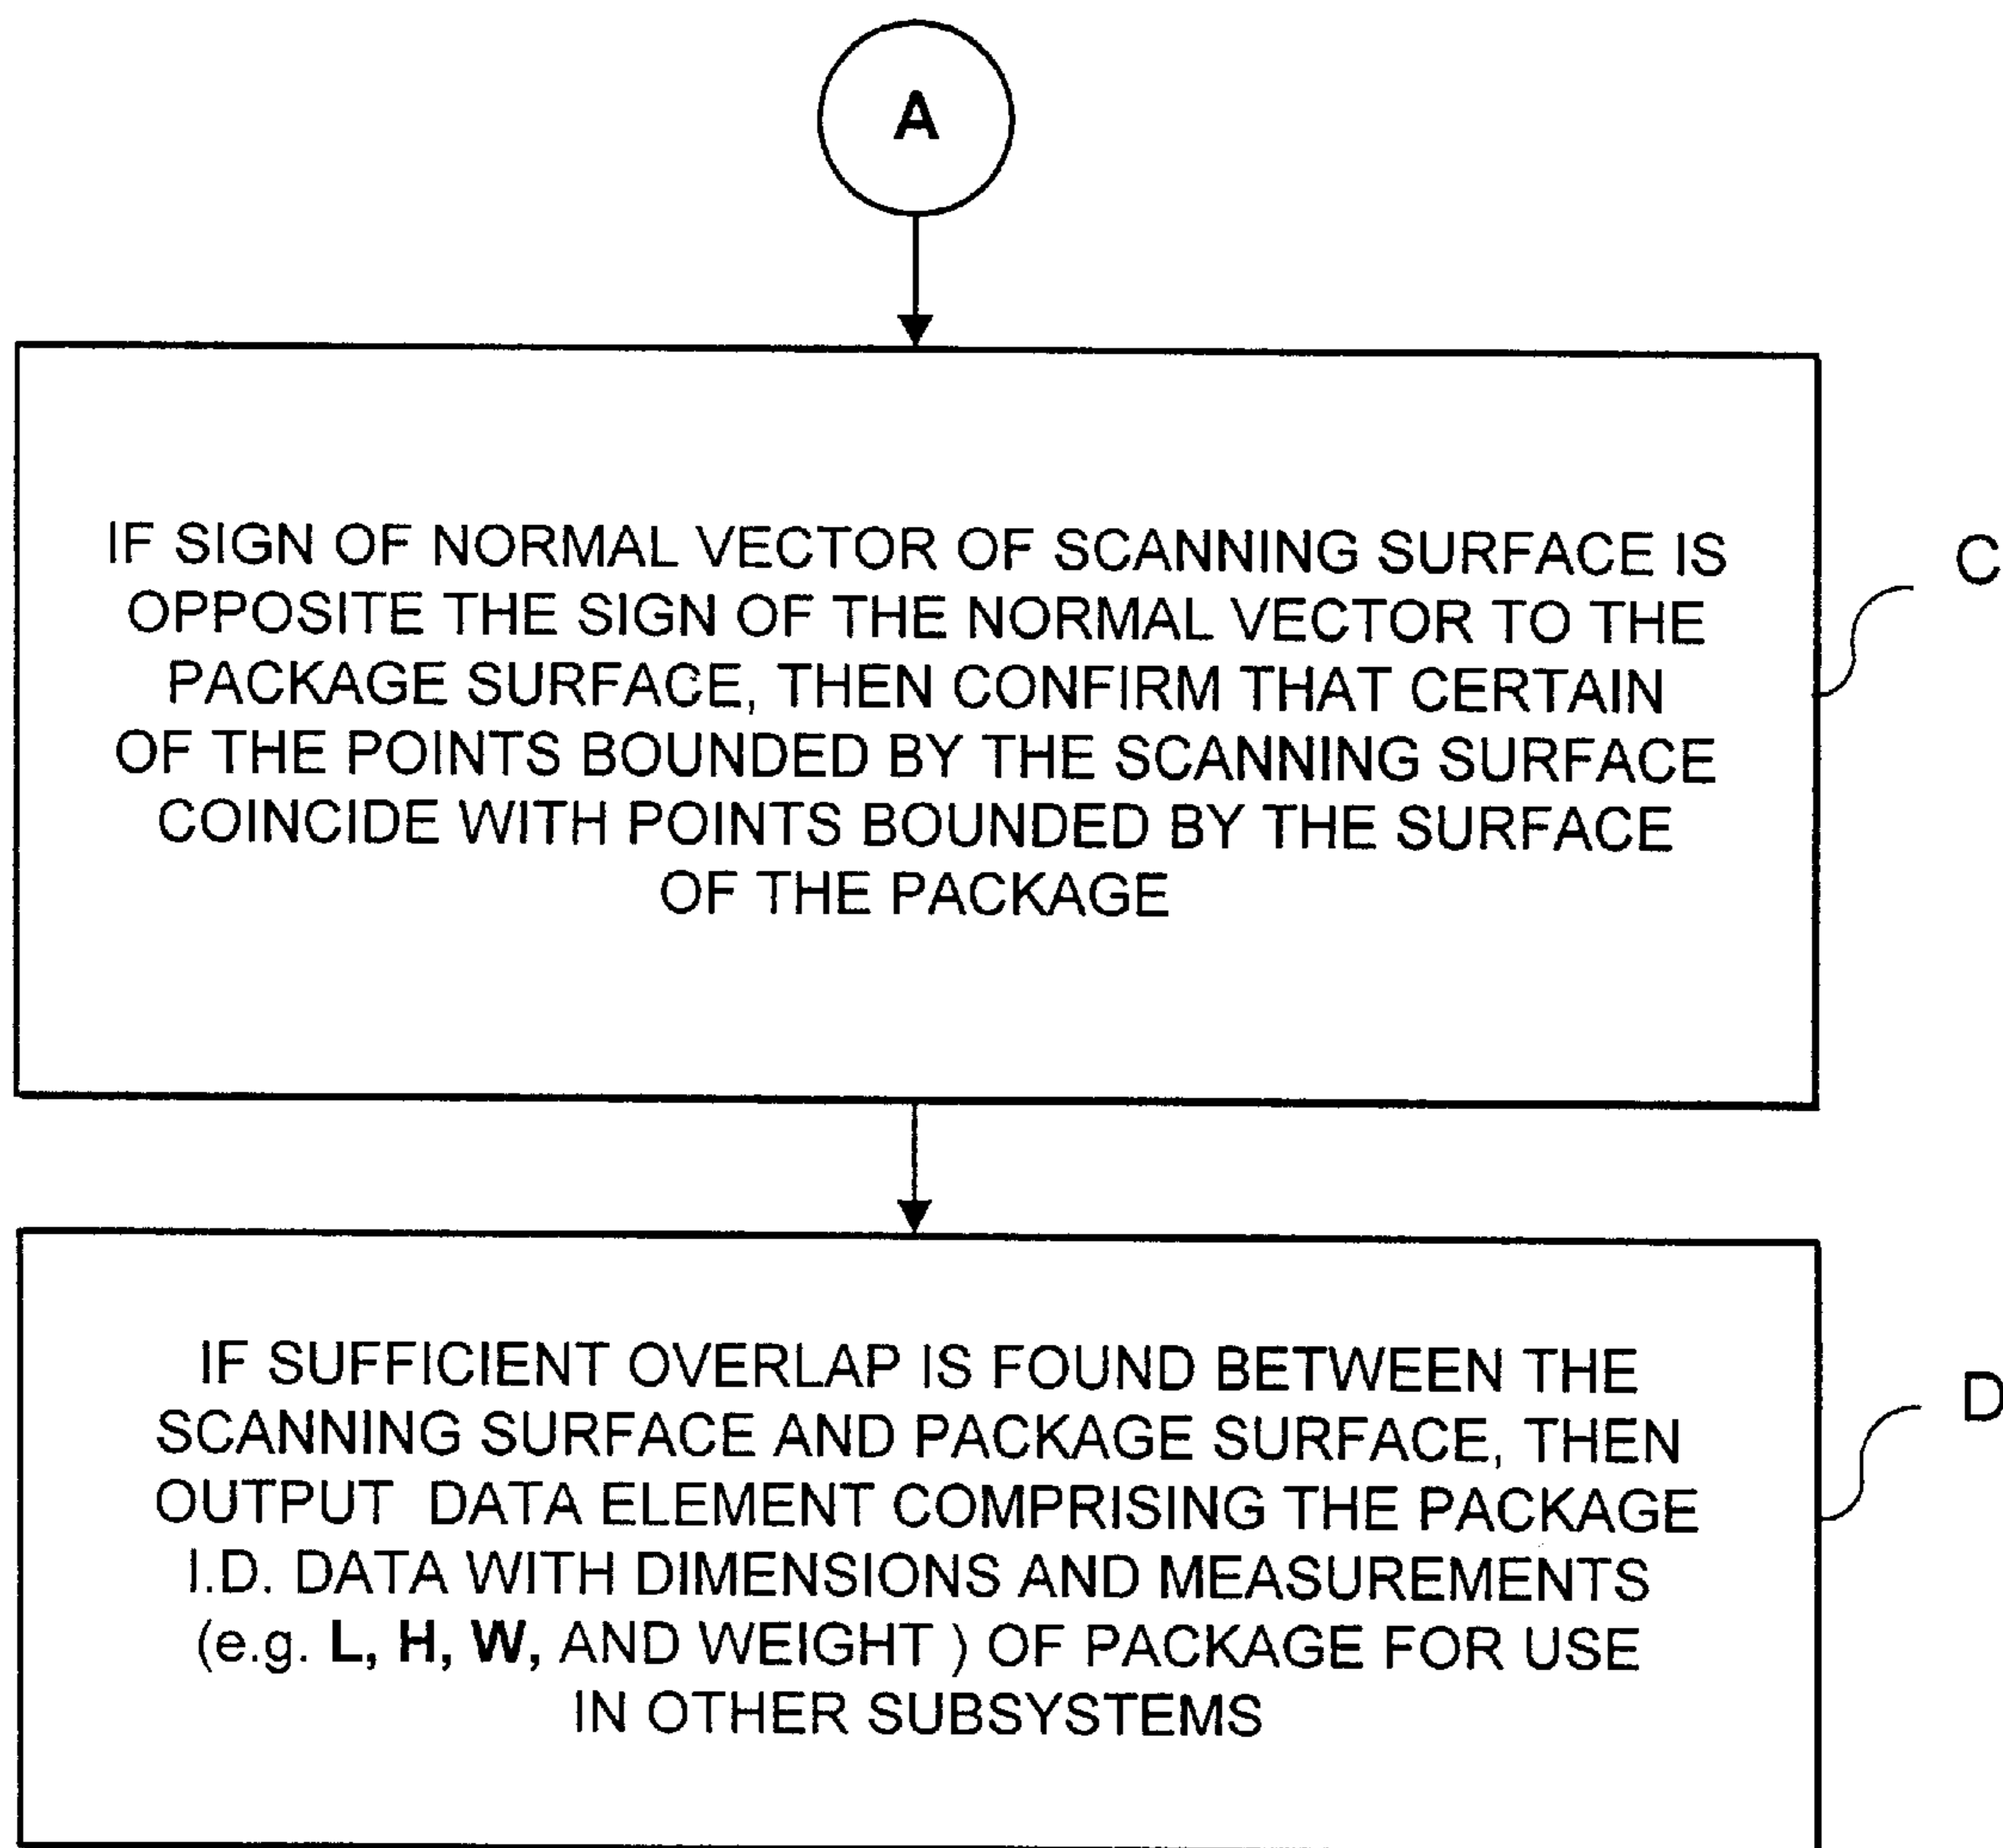 A
IF SIGN OF NORMAL VECTOR OF SCANNING SURFACE IS
OPPOSITE THE SIGN OF THE NORMAL VECTOR TO THE
PACKAGE SURFACE, THEN CONFIRM THAT CERTAIN
OF THE POINTS BOUNDED BY THE SCANNING SURFACE
COINCIDE WITH POINTS BOUNDED BY THE SURFACE
OF THE PACKAGE
C
IF SUFFICIENT OVERLAP IS FOUND BETWEEN THE
SCANNING SURFACE AND PACKAGE SURFACE, THEN
OUTPUT DATA ELEMENT COMPRISING THE PACKAGE
I.D. DATA WITH DIMENSIONS AND MEASUREMENTS
(e.g. L, H, W, AND WEIGHT ) OF PACKAGE FOR USE
IN OTHER SUBSYSTEMS
D